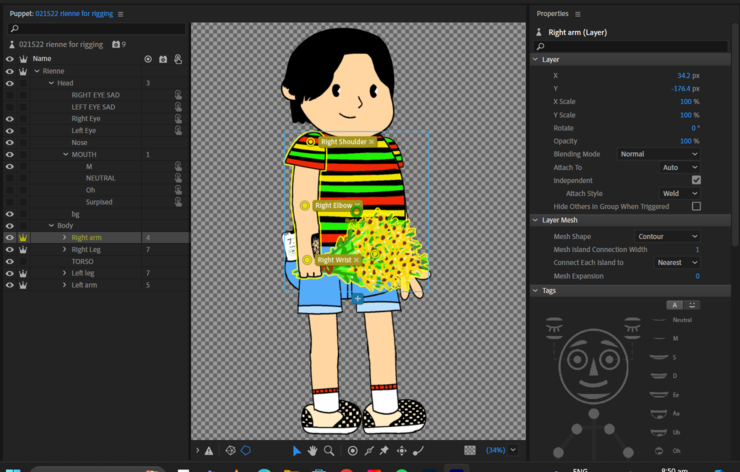 Puppet: 021522 rienne for rigging
021522 rienne for rigging 9
Name
Rienne
Head 3
RIGHT EYE SAD
LEFT EYE SAD
Right Eye
Left Eye
Nose
MOUTH 1
M
NEUTRAL
Oh
Surpised
bg
Body
Right arm 4
Right Leg 7
TORSO
Left leg 7
Left arm 5
Right Shoulder
Right Elbow
Right Wrist
(34%)
Properties
Right arm (Layer)
Layer
X 34.2 px
Y -176.4 px
X Scale 100 %
Y Scale 100 %
Rotate 0 °
Opacity 100 %
Blending Mode Normal
Attach To Auto
Independent
Attach Style Weld
Hide Others in Group When Triggered
Layer Mesh
Mesh Shape Contour
Mesh Island Connection Width 1
Connect Each Island to Nearest
Mesh Expansion 0
Tags
A
Neutral
M
S
D
Ee
Aa
Uh
Oh
ENG
8:50 am